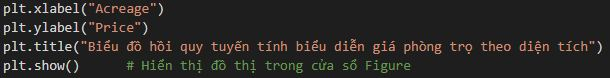 plt.xlabel("Acreage")
plt.ylabel("Price")
plt.title("Biểu đồ hồi quy tuyến tính biểu diễn giá phòng trọ theo diện tích")
plt.show()      # Hiển thị đồ thị trong cửa sổ Figure